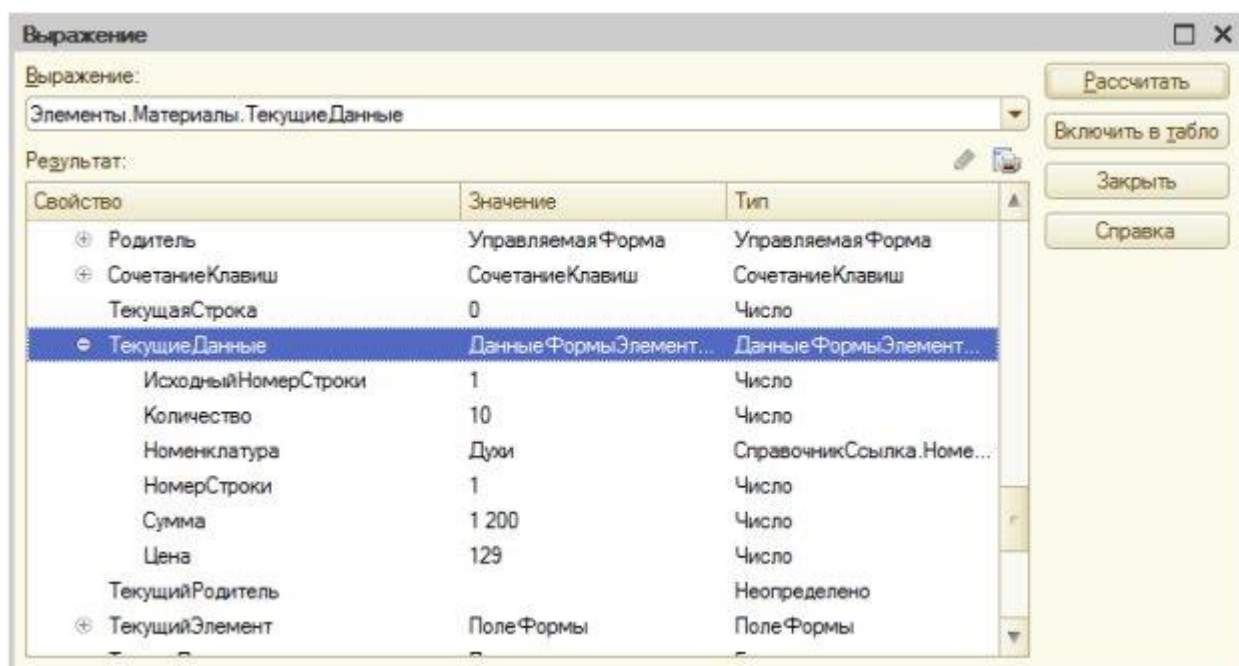 Выражение
Выражение:
Рассчитать
Элементы.Материалы.ТекущиеДанные
Включить в табло
Результат:
Закрыть
Свойство Значение Тип
Справка
Родитель УправляемаяФорма УправляемаяФорма
СочетаниеКлавиш СочетаниеКлавиш СочетаниеКлавиш
ТекущаяСтрока 0 Число
ТекущиеДанные ДанныеФормыЭлемент... ДанныеФормыЭлемент...
ИсходныйНомерСтроки 1 Число
Количество 10 Число
Номенклатура Духи СправочникСсылка.Номе...
НомерСтроки 1 Число
Сумма 1 200 Число
Цена 129 Число
ТекущийРодитель Неопределено
ТекущийЭлемент ПолеФормы ПолеФормы